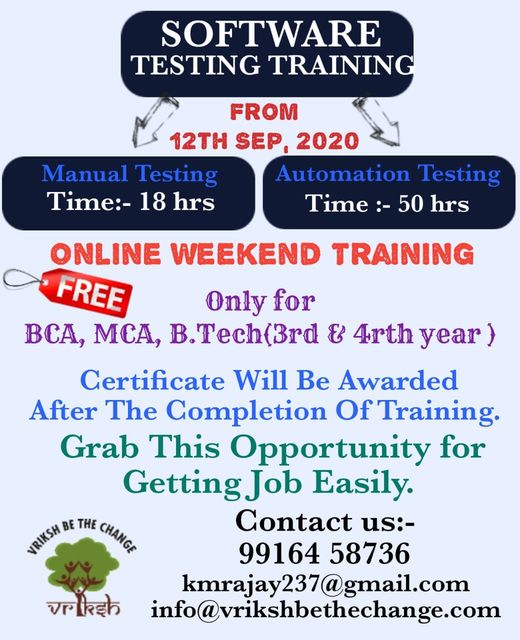 SOFTWARE
TESTING TRAINING
FROM
12TH SEP, 2020
Manual Testing
Time:- 18 hrs
Automation Testing
Time :- 50 hrs
ONLINE WEEKEND TRAINING
FREE
Only for
BCA, MCA, B.Tech(3rd & 4rth year )
Certificate Will Be Awarded
After The Completion Of Training.
Grab This Opportunity for
Getting Job Easily.
VRIKSH BE THE CHANGE
vriksh
Contact us:-
99164 58736
kmrajay237@gmail.com
info@vrikshbethechange.com